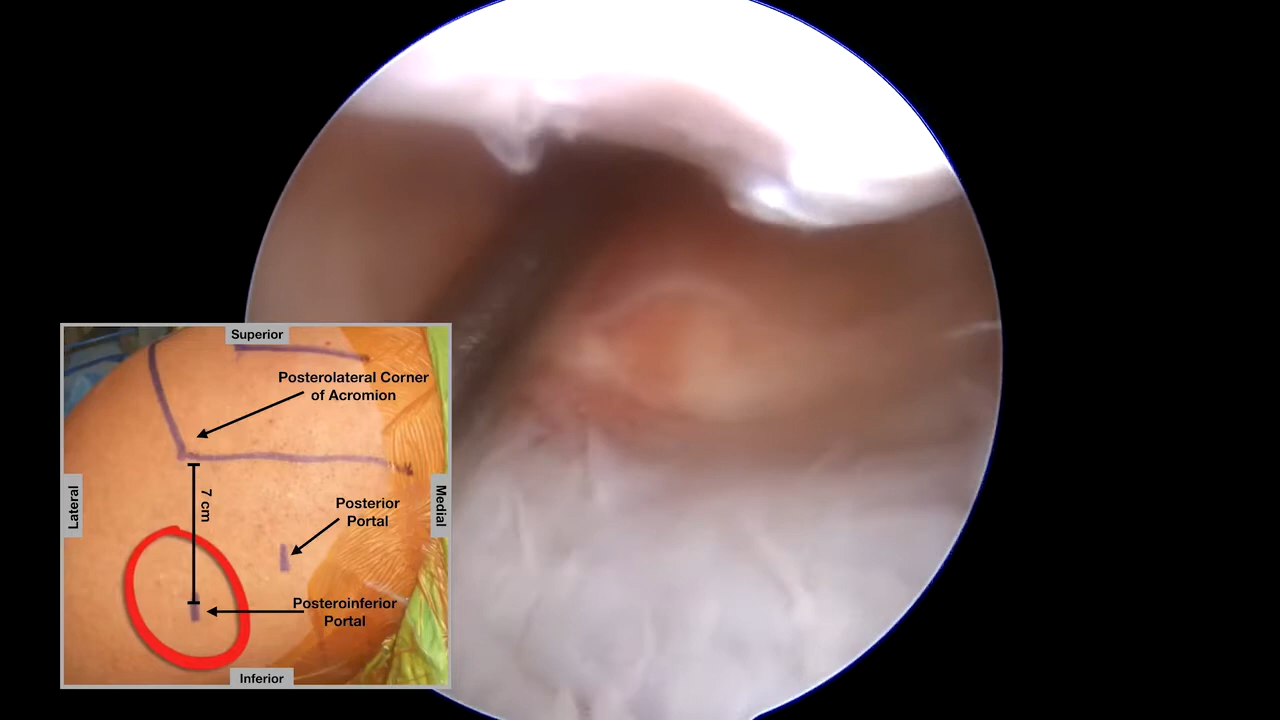 Superior
Posterolateral Corner
of Acromion
Lateral
7 cm
Medial
Posterior
Portal
Posteroinferior
Portal
Inferior